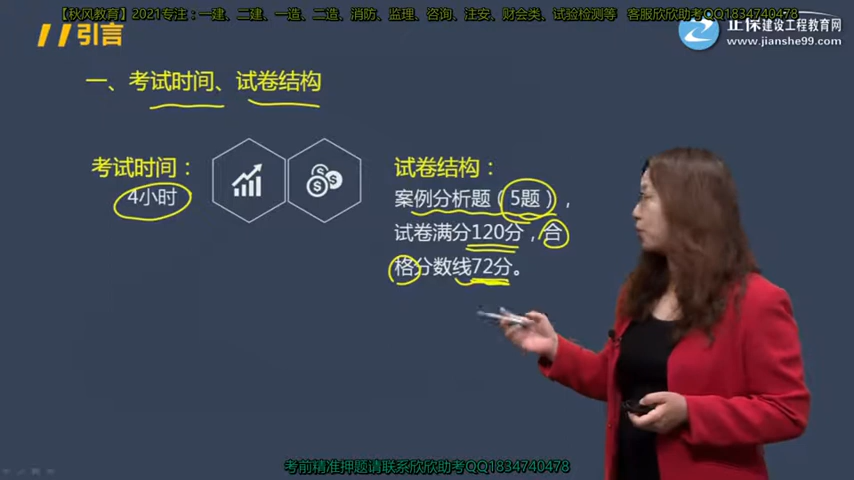 【秋风教育】2021专注：一建、二建、一造、二造、消防、监理、咨询、注安、财会类、试验检测等 客服欣欣助考QQ1834740478
引言
正保建设工程教育网
www.jianshe99.com
一、考试时间、试卷结构
考试时间：
4小时
试卷结构：
案例分析题（5题），
试卷满分120分，合
格分数线72分。
考前精准押题请联系欣欣助考QQ1834740478